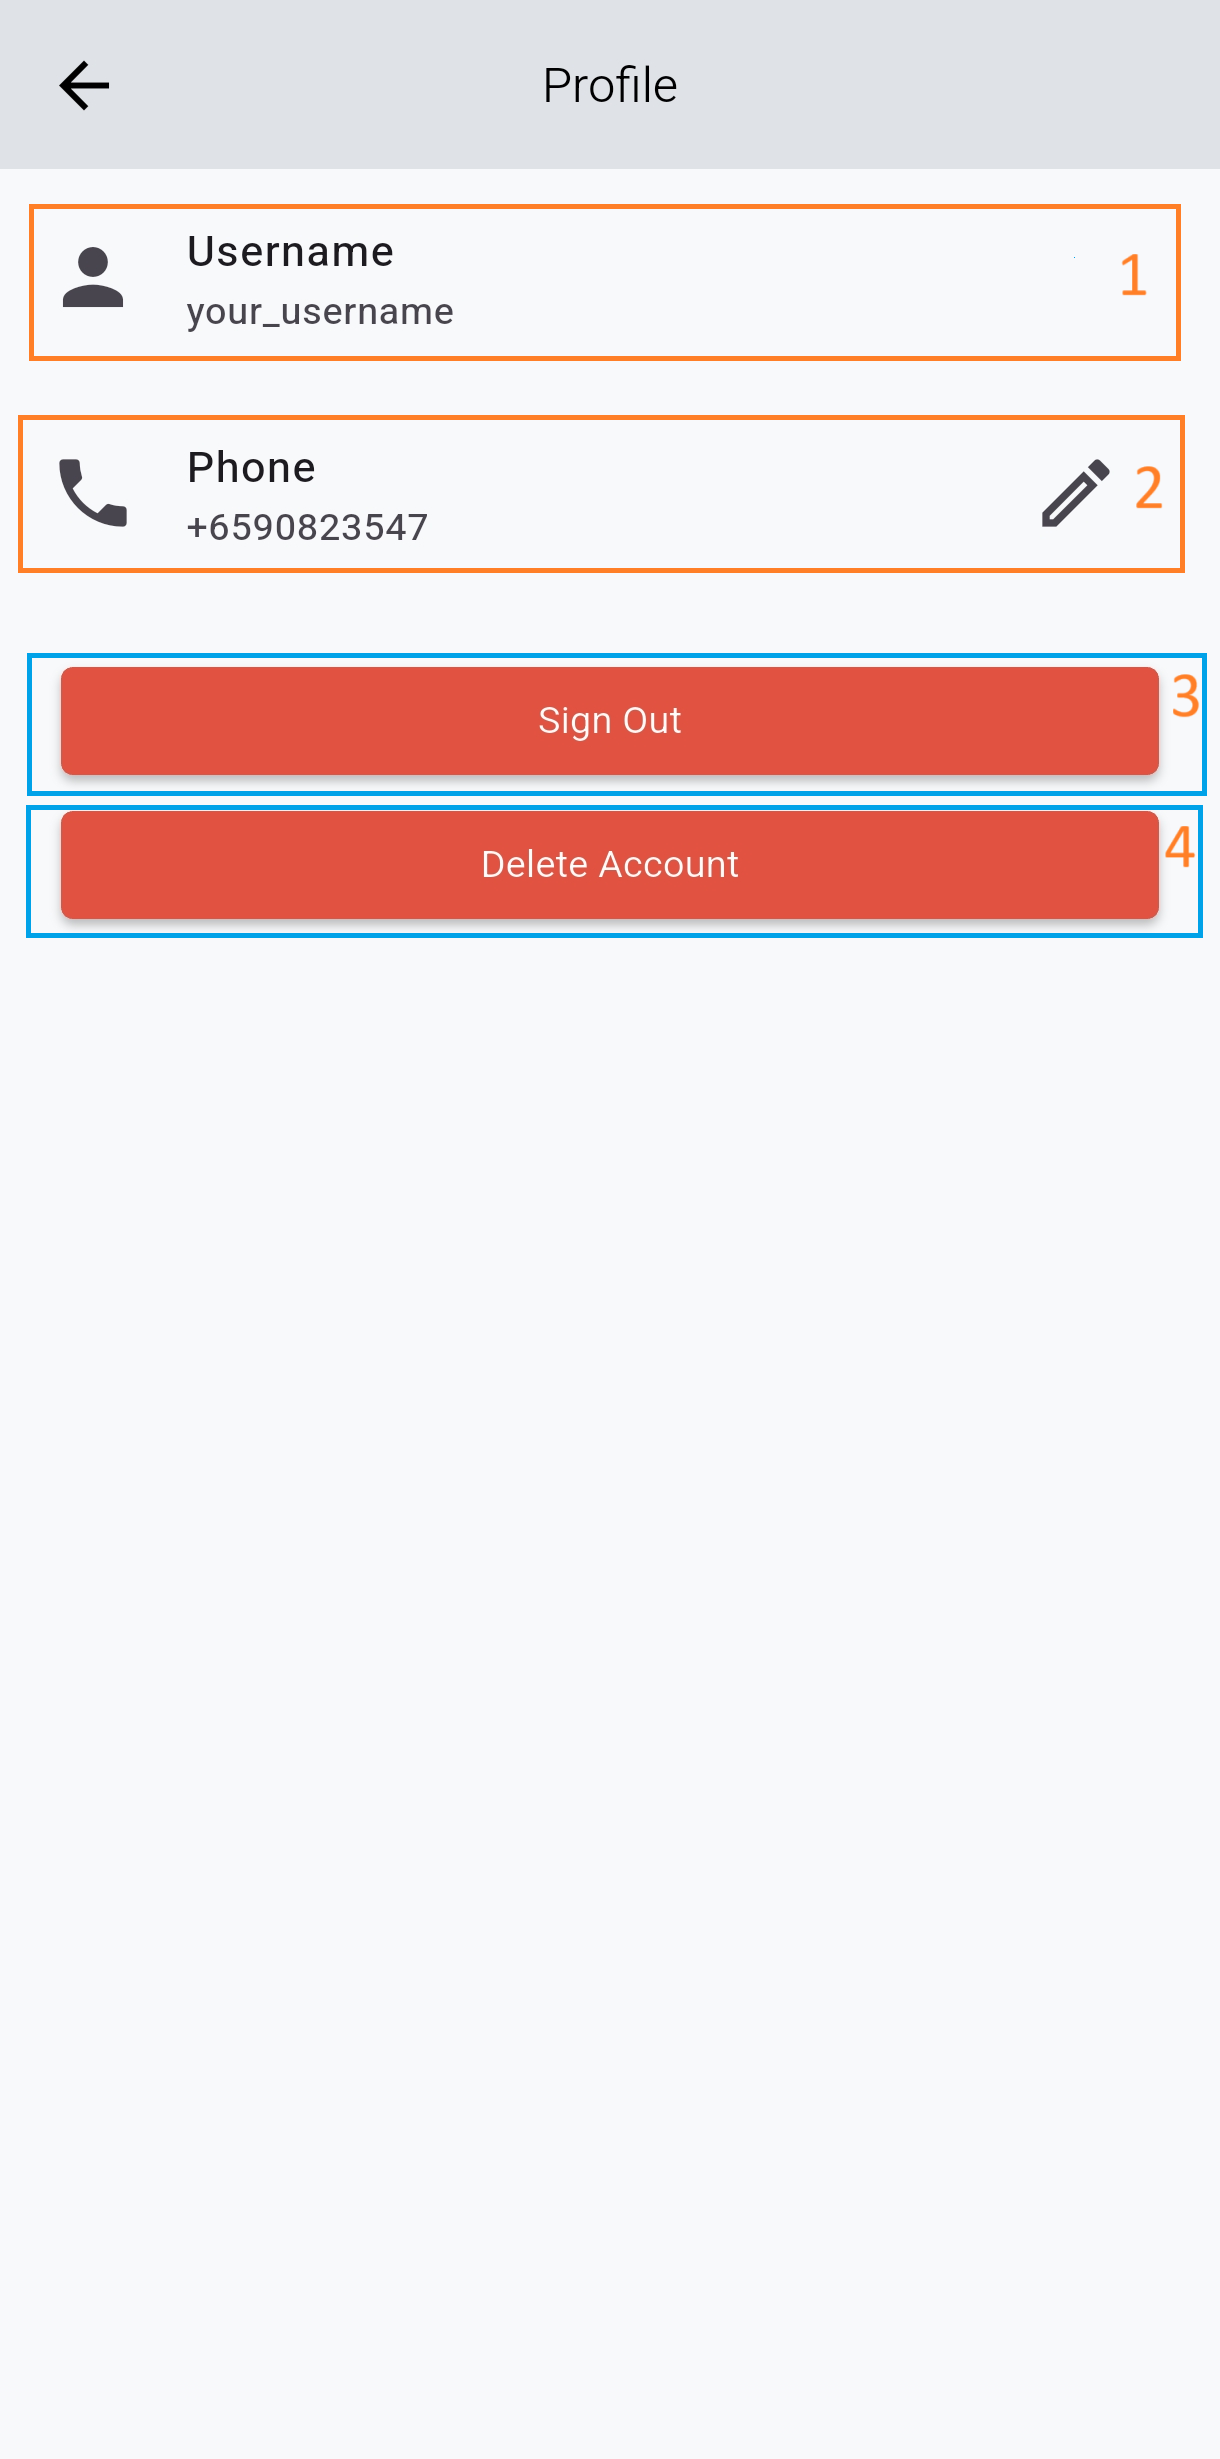 Profile
Username
your_username
1
Phone
+6590823547
2
Sign Out
3
Delete Account
4